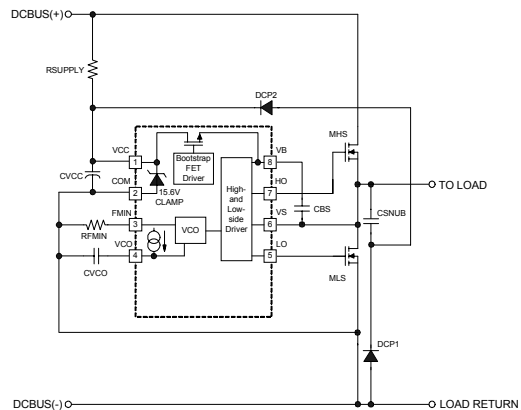 DCBUS(+)
RSUPPLY
DCP2
MHS
VCC
1
Bootstrap
FET
Driver
8
VB
CVCC
COM
2
15.6V
CLAMP
High-
and
Low-
side
Driver
7
HO
TO LOAD
CBS
CSNUB
FMIN
3
VCO
6
VS
RFMIN
VCO
4
5
LO
CVCO
MLS
DCP1
DCBUS(-)
LOAD RETURN